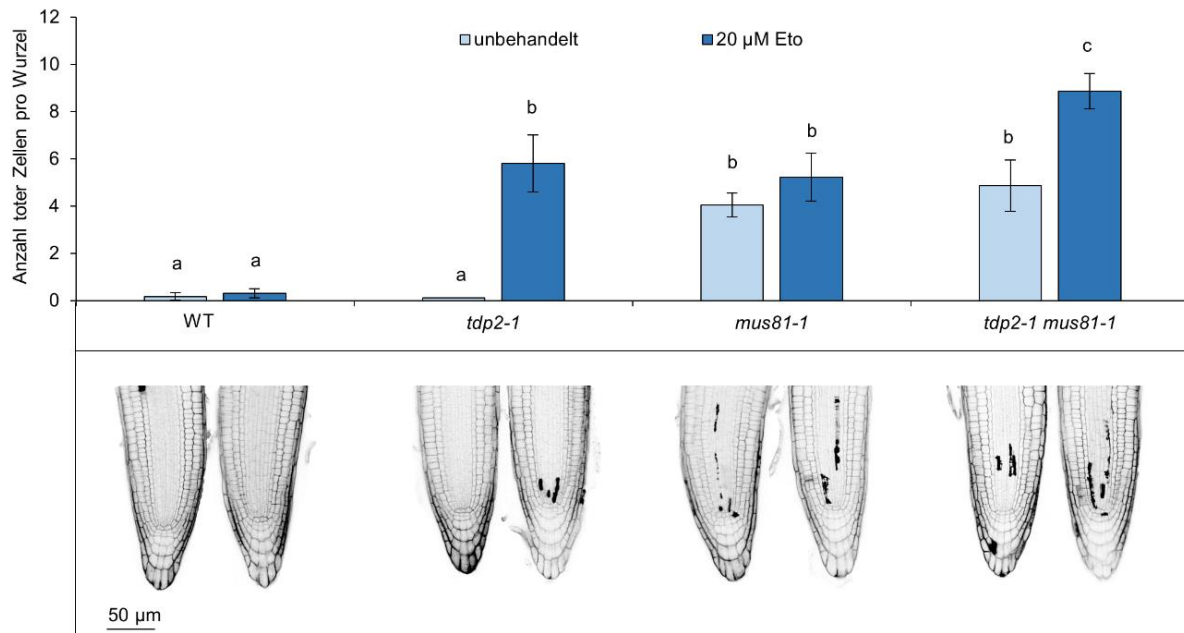 12
10
8
6
4
2
0
Anzahl toter Zellen pro Wurzel
unbehandelt
20 µM Eto
a
a
a
b
b
b
b
c
WT
tdp2-1
mus81-1
tdp2-1 mus81-1
50 µm